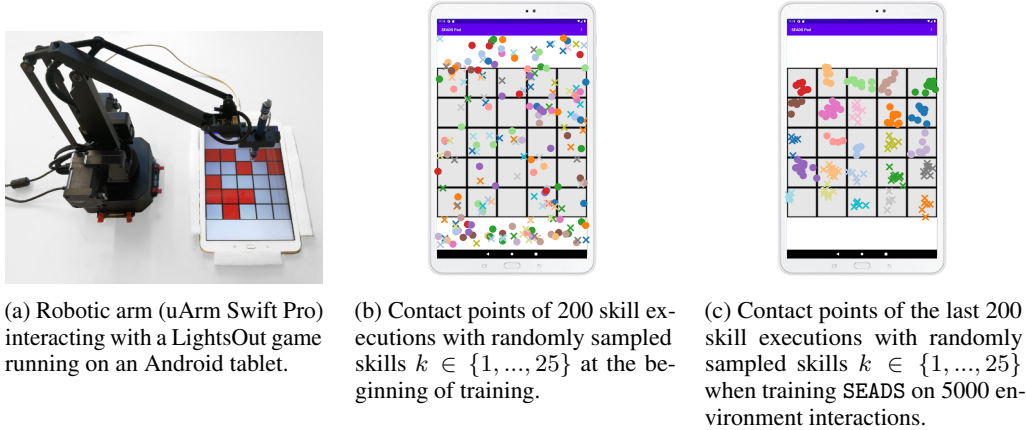 SEADS Pad
SEADS Pad
(a) Robotic arm (uArm Swift Pro)
interacting with a LightsOut game
running on an Android tablet.
(b) Contact points of 200 skill ex-
ecutions with randomly sampled
skills k ∈ {1, ..., 25} at the be-
ginning of training.
(c) Contact points of the last 200
skill executions with randomly
sampled skills k ∈ {1, ..., 25}
when training SEADS on 5000 en-
vironment interactions.